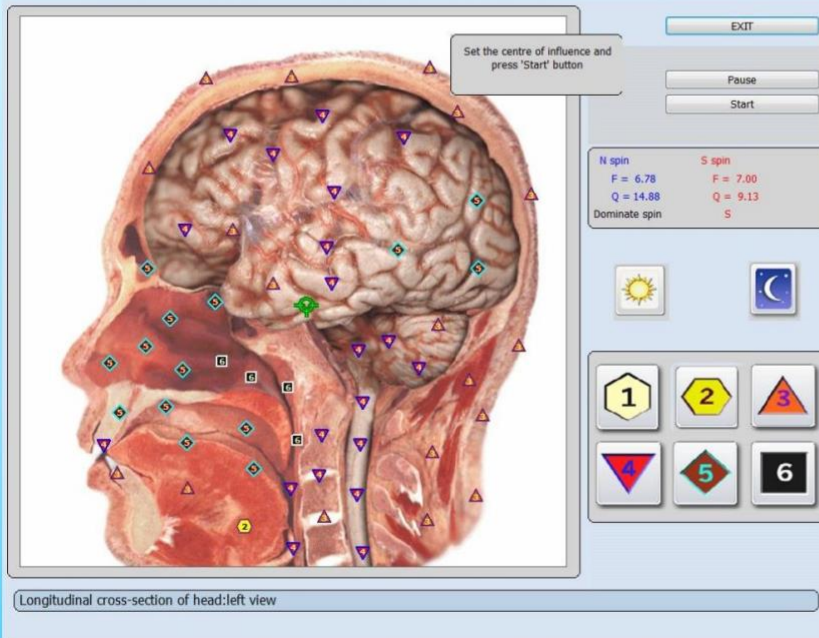 EXIT
Set the centre of influence and
press 'Start' button
Pause
Start
N spin
S spin
F = 6.78
F = 7.00
Q = 14.88
Q = 9.13
Dominate spin
S
1
2
3
4
5
6
Longitudinal cross-section of head:left view